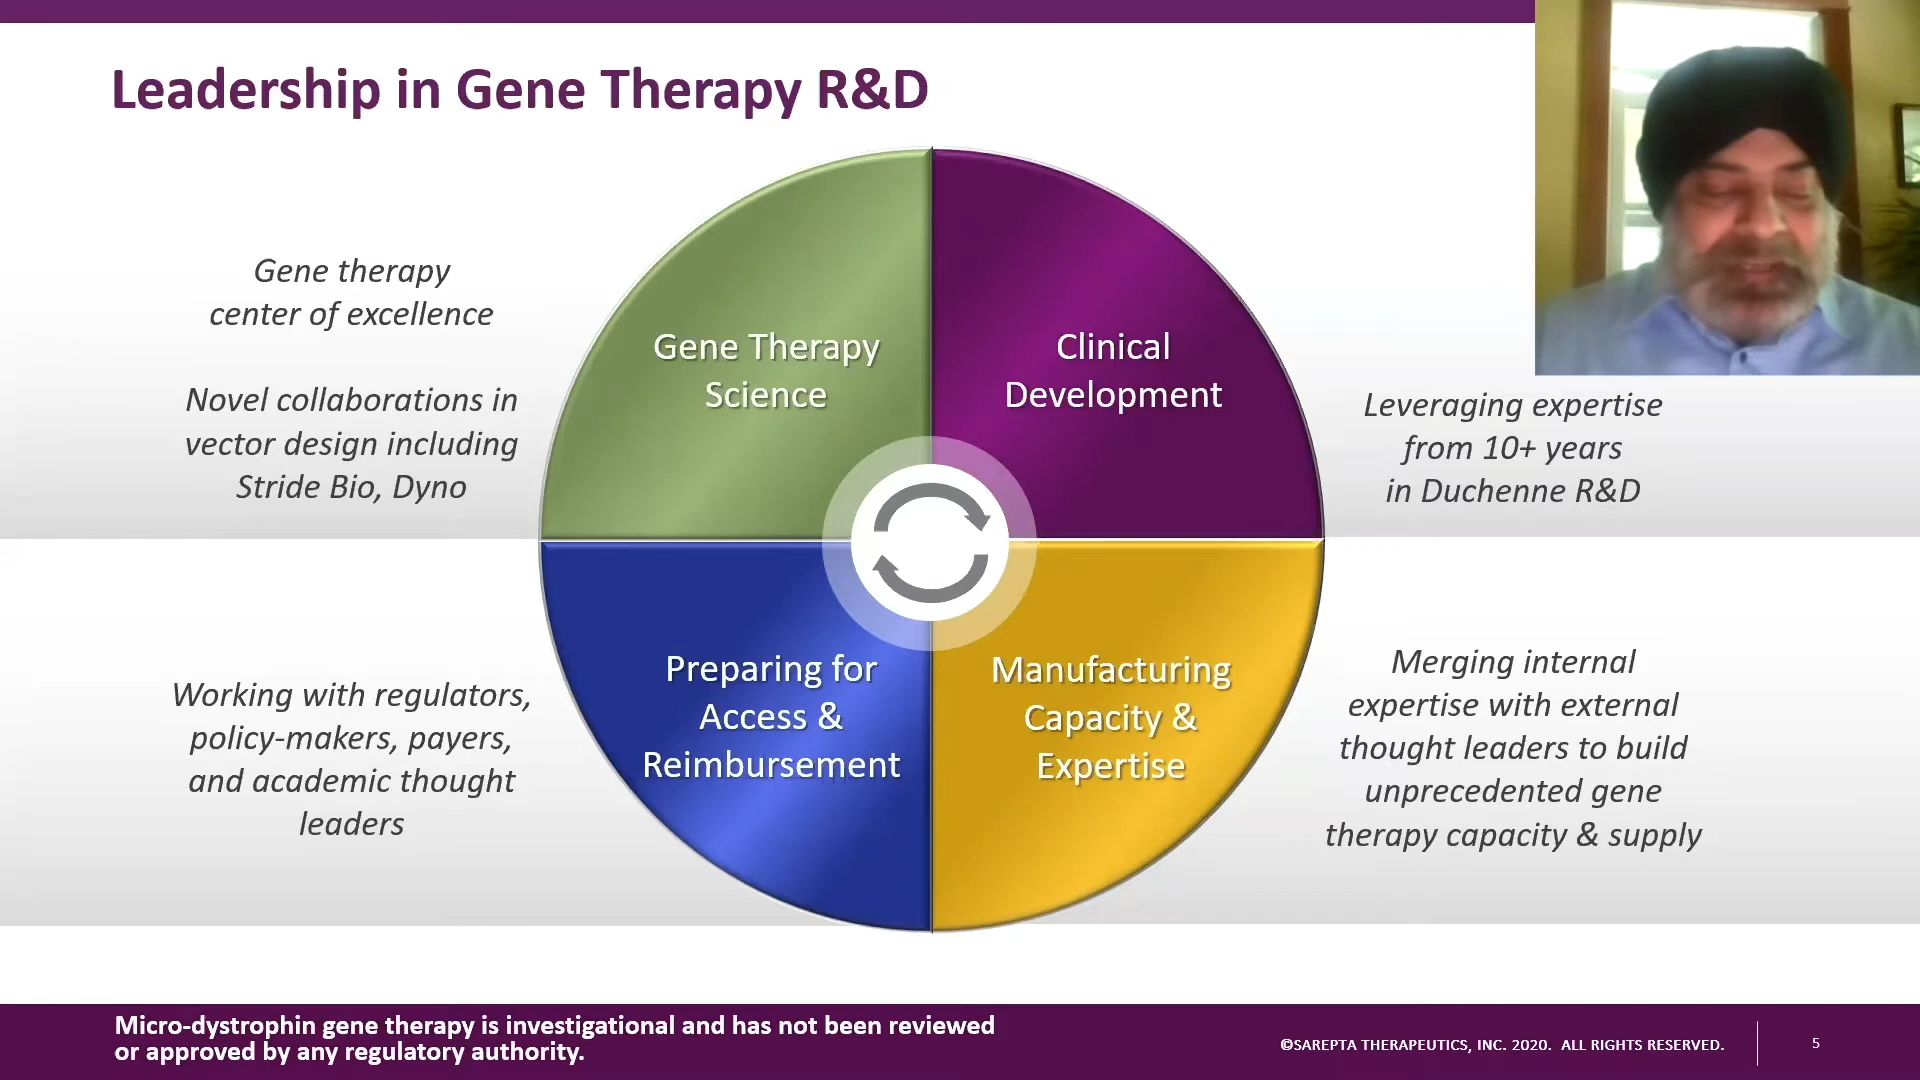 Leadership in Gene Therapy R&D
Gene therapy
center of excellence
Novel collaborations in
vector design including
Stride Bio, Dyno
Gene Therapy
Science
Clinical
Development
Leveraging expertise
from 10+ years
in Duchenne R&D
Working with regulators,
policy-makers, payers,
and academic thought
leaders
Preparing for
Access &
Reimbursement
Manufacturing
Capacity &
Expertise
Merging internal
expertise with external
thought leaders to build
unprecedented gene
therapy capacity & supply
Micro-dystrophin gene therapy is investigational and has not been reviewed
or approved by any regulatory authority.
©SAREPTA THERAPEUTICS, INC. 2020. ALL RIGHTS RESERVED.
5